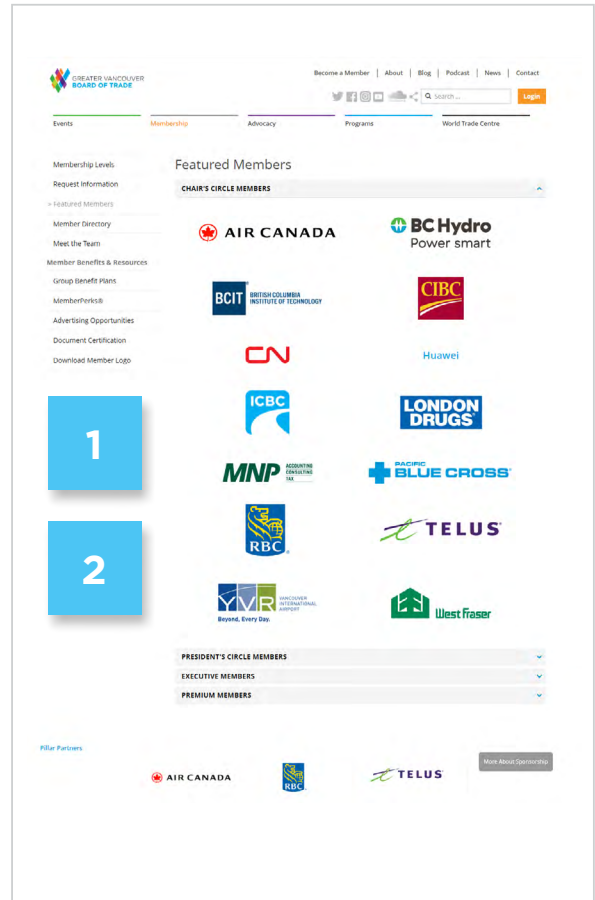 GREATER VANCOUVER
BOARD OF TRADE
Become a Member | About | Blog | Podcast | News | Contact
Search ...
Login
Events
Membership
Advocacy
Programs
World Trade Centre
Membership Levels
Request Information
» Featured Members
Member Directory
Meet the Team
Member Benefits & Resources
Group Benefit Plans
MemberPerks®
Advertising Opportunities
Document Certification
Download Member Logo
1
2
Featured Members
CHAIR'S CIRCLE MEMBERS
AIR CANADA
BC Hydro
Power smart
BCIT BRITISH COLUMBIA
INSTITUTE OF TECHNOLOGY
CIBC
CN
Huawei
ICBC
LONDON
DRUGS
MNP ACCOUNTING
CONSULTING
TAX
PACIFIC
BLUE CROSS®
RBC®
TELUS®
YVR VANCOUVER
INTERNATIONAL
AIRPORT
Beyond, Every Day.
West Fraser
PRESIDENT'S CIRCLE MEMBERS
EXECUTIVE MEMBERS
PREMIUM MEMBERS
Pillar Partners
AIR CANADA
RBC
TELUS
More About Sponsorship